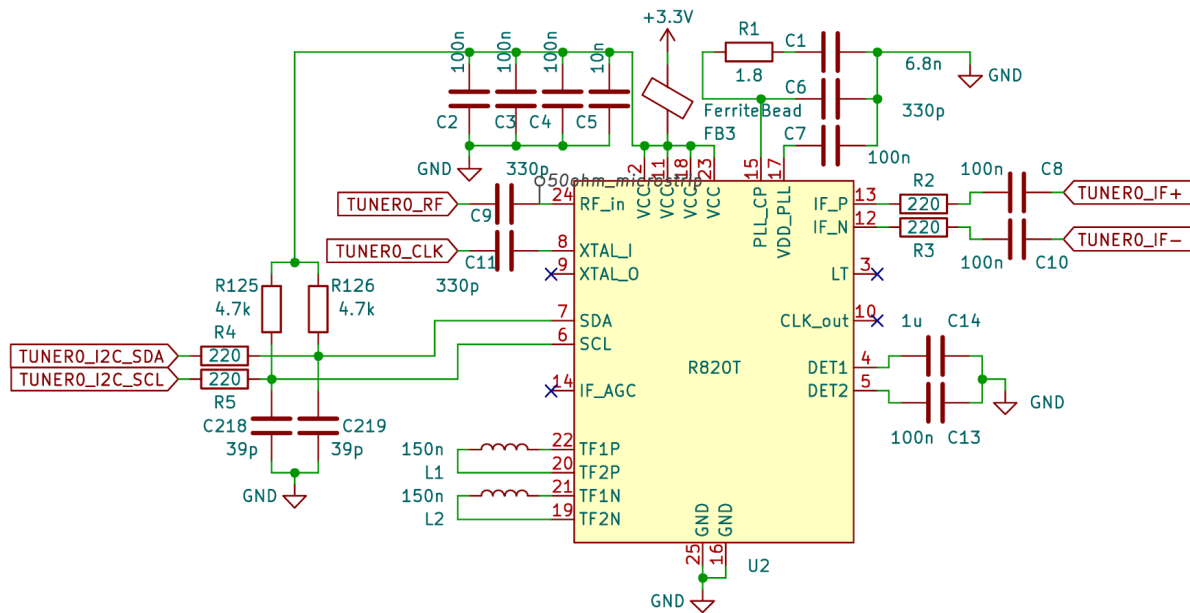 +3.3V
100n
100n
100n
10n
R1
1.8
C1
6.8n
GND
C2
C3
C4
C5
C6
330p
FerriteBead
FB3
C7
100n
GND
330p
2
11
18
23
15
17
50ohm_microstrip
VCC
VCC
VCC
VCC
PLL_CP
VDD_PLL
TUNER0_RF
C9
24
RF_in
IF_P
13
R2
220
100n
C8
TUNER0_IF+
IF_N
12
220
R3
100n
C10
TUNER0_IF-
TUNER0_CLK
C11
330p
8
XTAL_I
9
XTAL_O
LT
3
R125
4.7k
R126
4.7k
7
SDA
CLK_out
10
1u
C14
R4
TUNER0_I2C_SDA
220
6
SCL
TUNER0_I2C_SCL
220
R5
R820T
DET1
4
DET2
5
GND
14
IF_AGC
100n
C13
C218
39p
C219
39p
150n
L1
22
TF1P
20
TF2P
GND
150n
L2
21
TF1N
19
TF2N
GND
GND
25
16
U2
GND